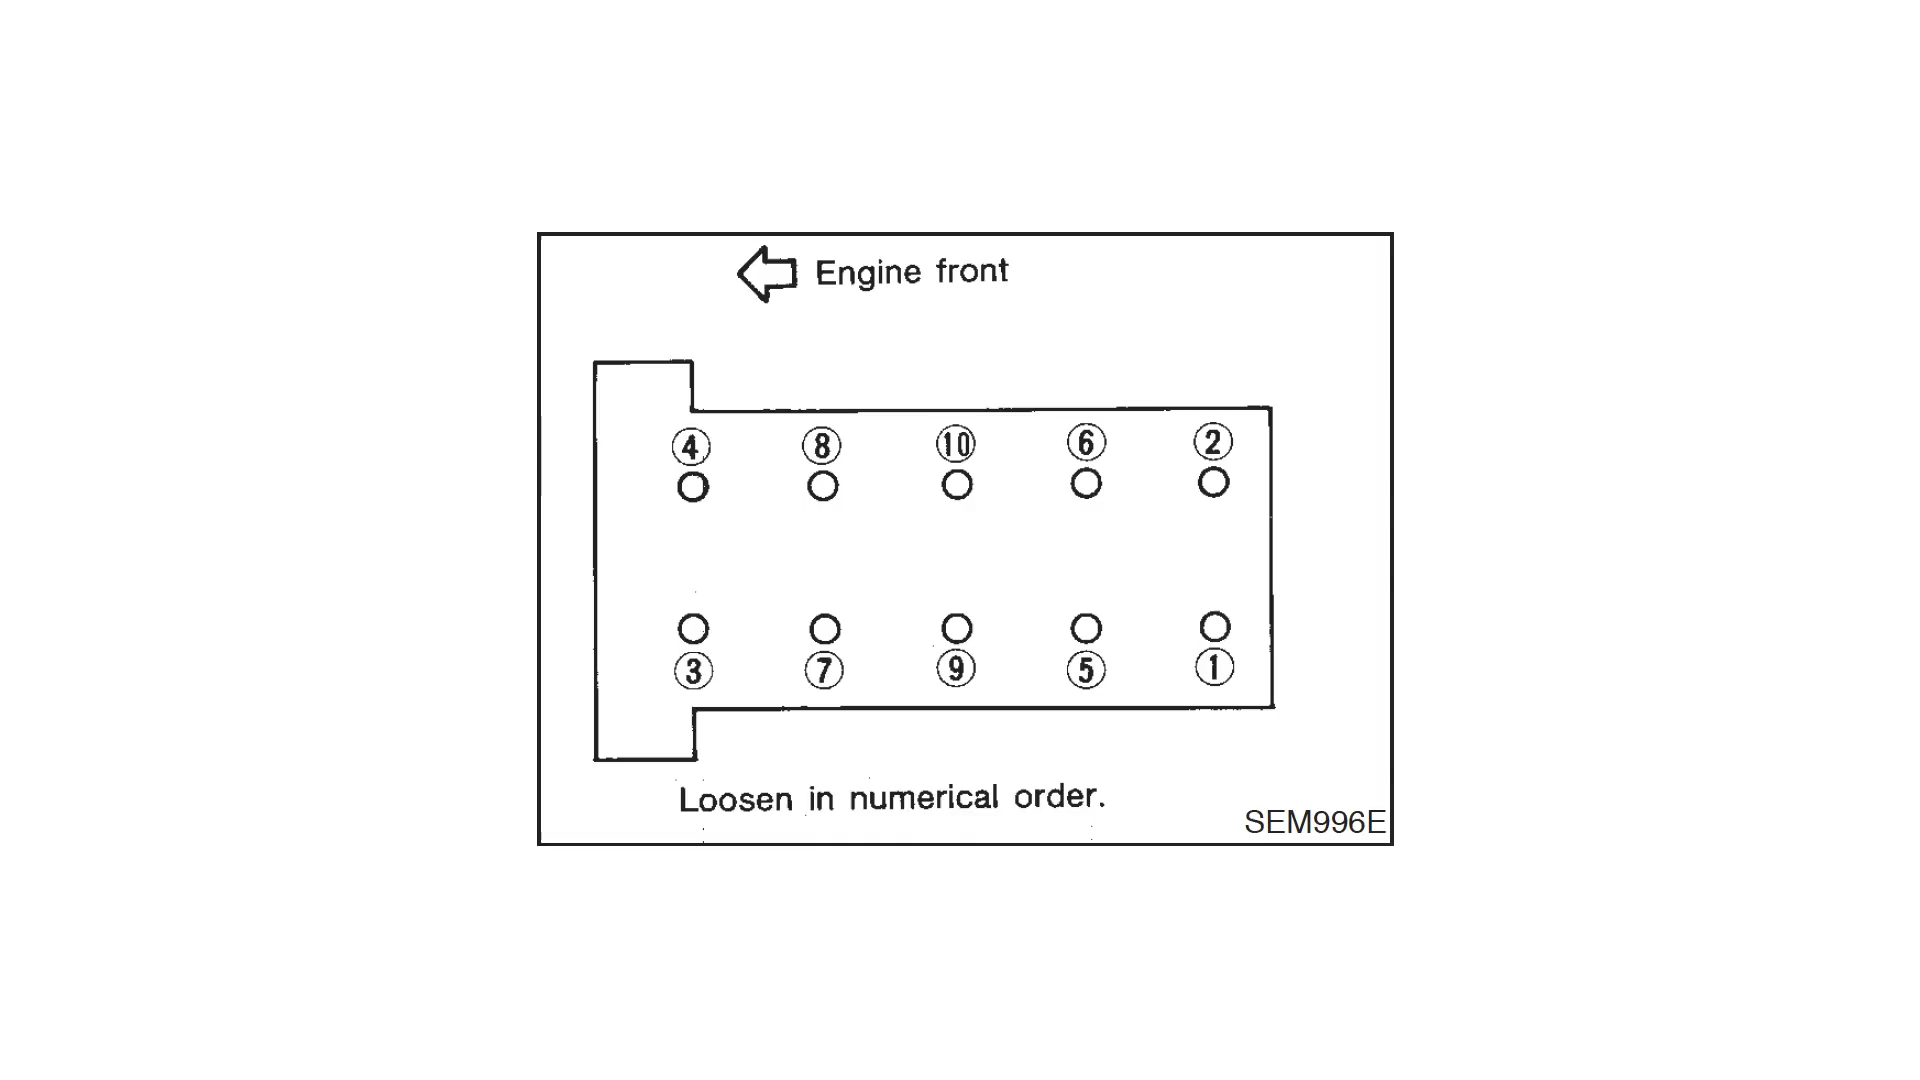 Engine front
④ ⑧ ⑩ ⑥ ②
③ ⑦ ⑨ ⑤ ①
Loosen in numerical order.
SEM996E